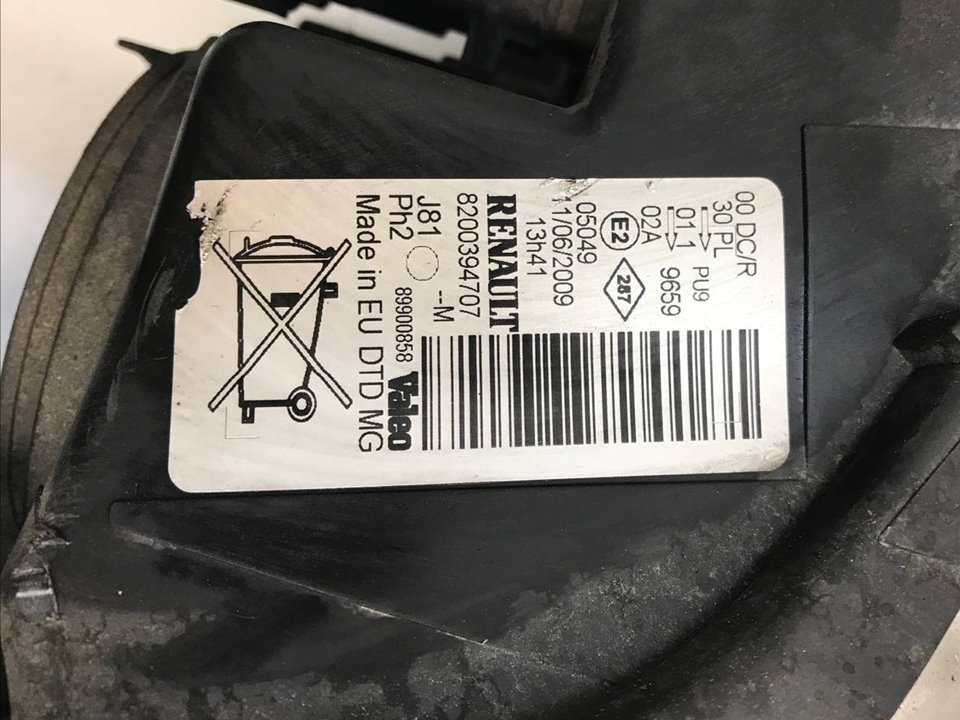 00 DC/R
30 PL
01.1 PU9
02A 9659
E2 287
05049
11/06/2009
13h41
RENAULT
8200394707
J81 --M
Ph2 89900858 Valeo
Made in EU DTD MG